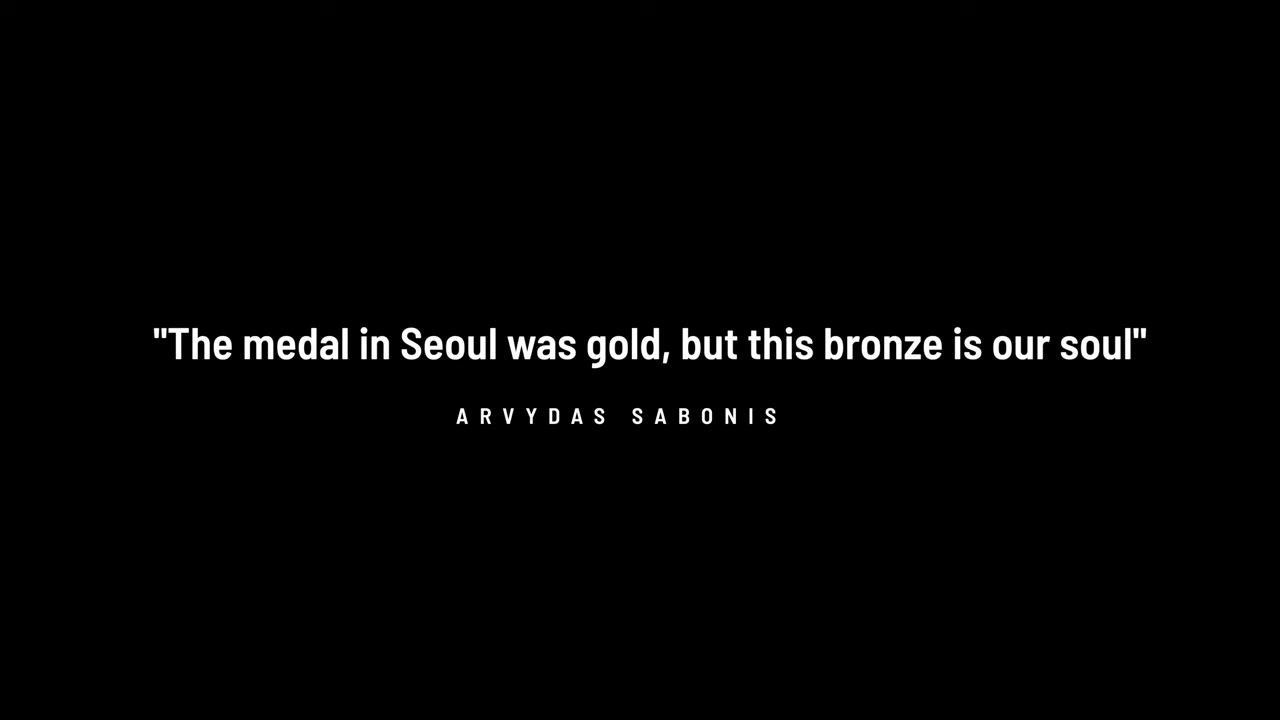 "The medal in Seoul was gold, but this bronze is our soul"
ARVYDAS SABONIS